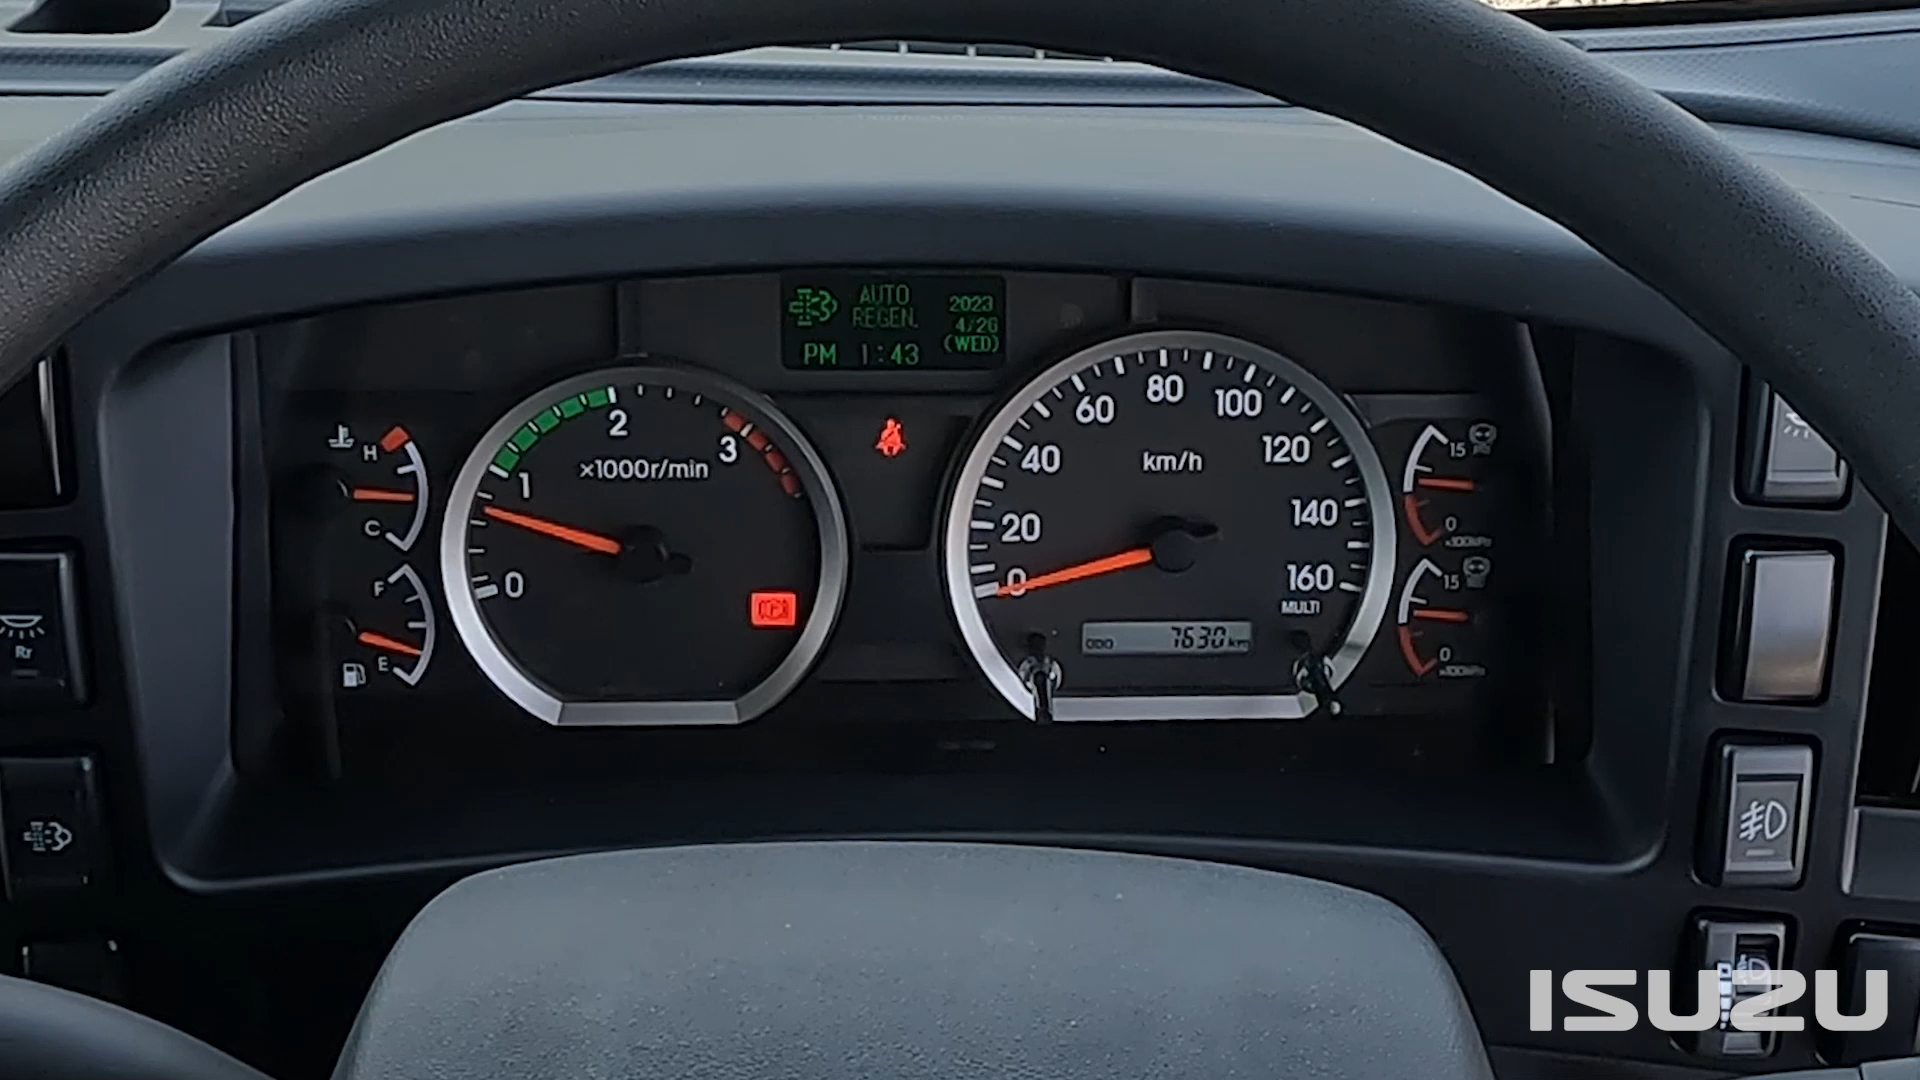 AUTO
REGEN.
2023
4/26
(WED)
PM 1:43
H
C
F
E
0
1
2
3
×1000r/min
0
20
40
60
80
100
120
140
160
km/h
MULTI
ODO 7630 km
15
0
15
0
Rr
ISUZU